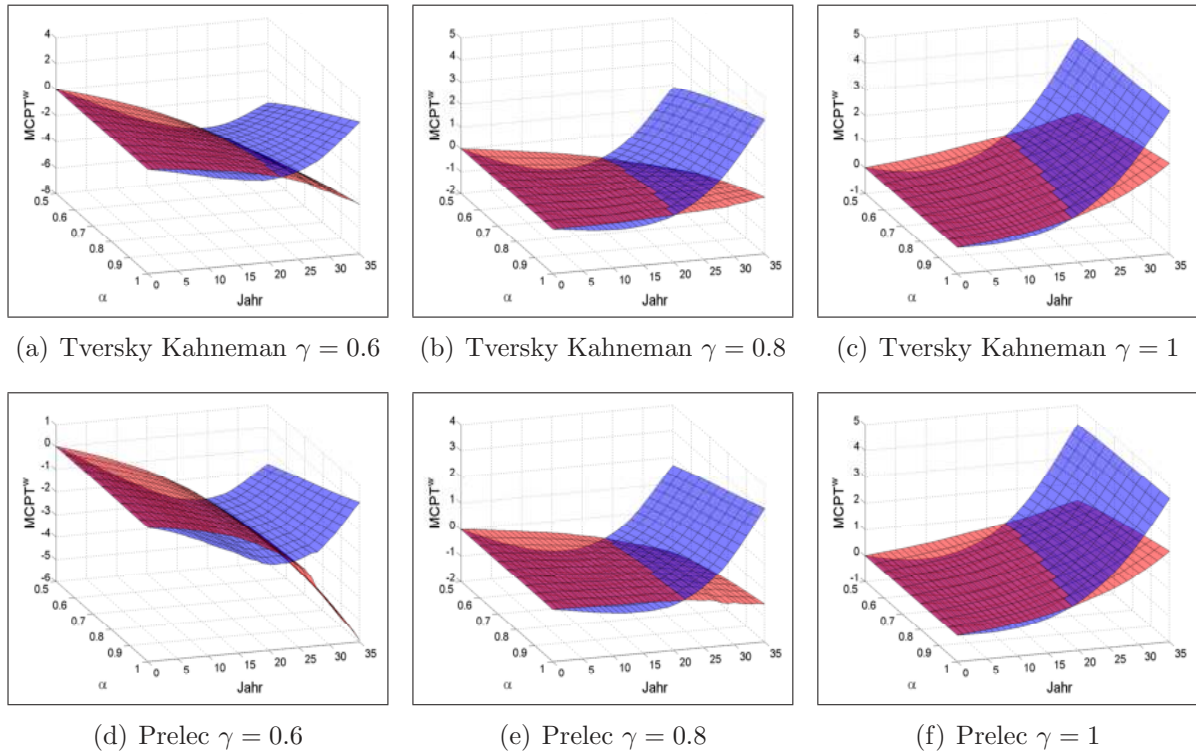 4
2
0
-2
-4
-6
-8
MCPTʷ
0.5
0.6
0.7
0.8
0.9
1
α
0 5 10 15 20 25 30 35
Jahr
5
4
3
2
1
0
-1
-2
MCPTʷ
0.5
0.6
0.7
0.8
0.9
1
α
0 5 10 15 20 25 30 35
Jahr
5
4
3
2
1
0
-1
MCPTʷ
0.5
0.6
0.7
0.8
0.9
1
α
0 5 10 15 20 25 30 35
Jahr
(a) Tversky Kahneman γ = 0.6
(b) Tversky Kahneman γ = 0.8
(c) Tversky Kahneman γ = 1
1
0
-1
-2
-3
-4
-5
-6
MCPTʷ
0.5
0.6
0.7
0.8
0.9
1
α
0 5 10 15 20 25 30 35
Jahr
4
3
2
1
0
-1
-2
MCPTʷ
0.5
0.6
0.7
0.8
0.9
1
α
0 5 10 15 20 25 30 35
Jahr
5
4
3
2
1
0
-1
MCPTʷ
0.5
0.6
0.7
0.8
0.9
1
α
0 5 10 15 20 25 30 35
Jahr
(d) Prelec γ = 0.6
(e) Prelec γ = 0.8
(f) Prelec γ = 1